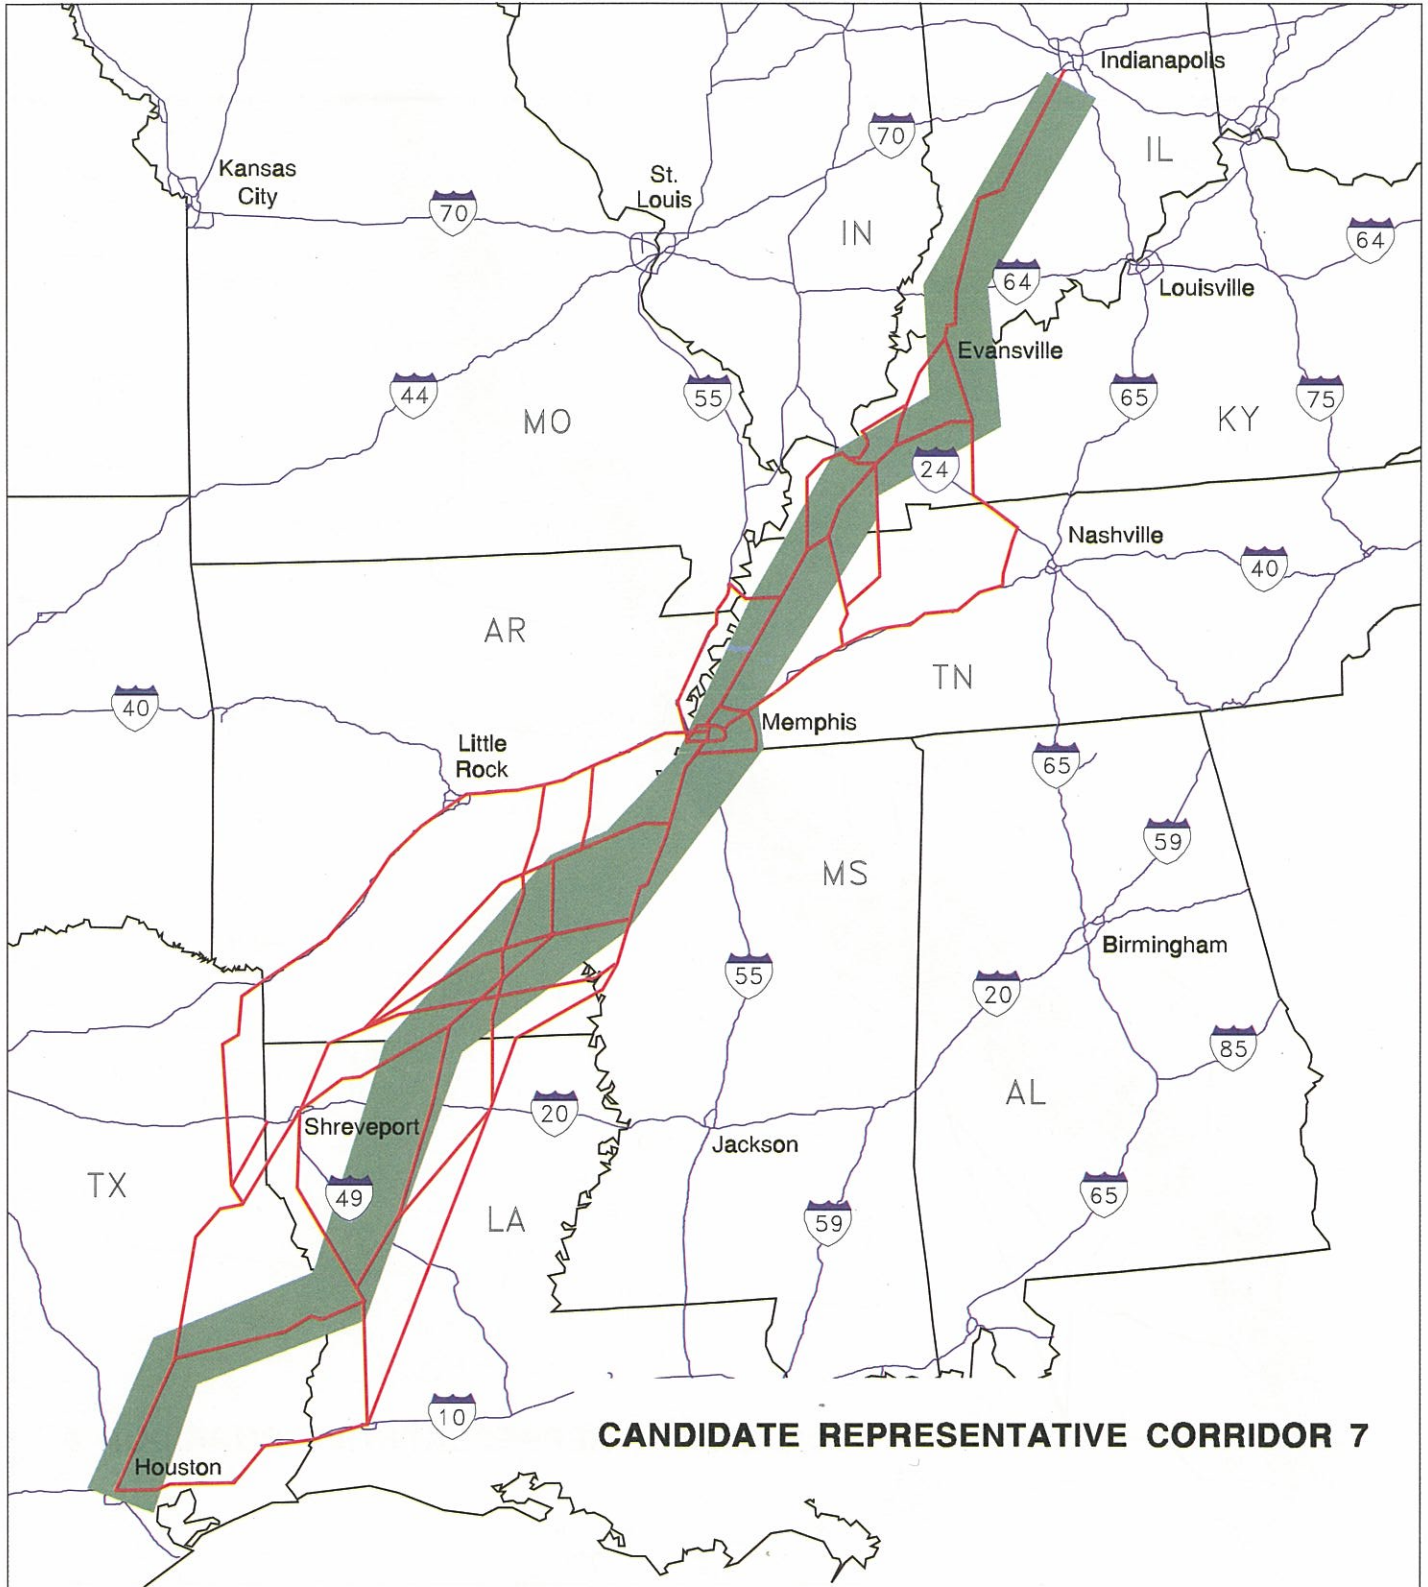 Indianapolis
70
IL
Kansas
City
St.
Louis
70
IN
64
64
Louisville
Evansville
44
55
65
75
MO
KY
24
Nashville
40
AR
TN
40
Memphis
Little
Rock
65
59
MS
Birmingham
55
20
85
AL
20
Shreveport
Jackson
TX
49
65
LA
59
10
CANDIDATE REPRESENTATIVE CORRIDOR 7
Houston